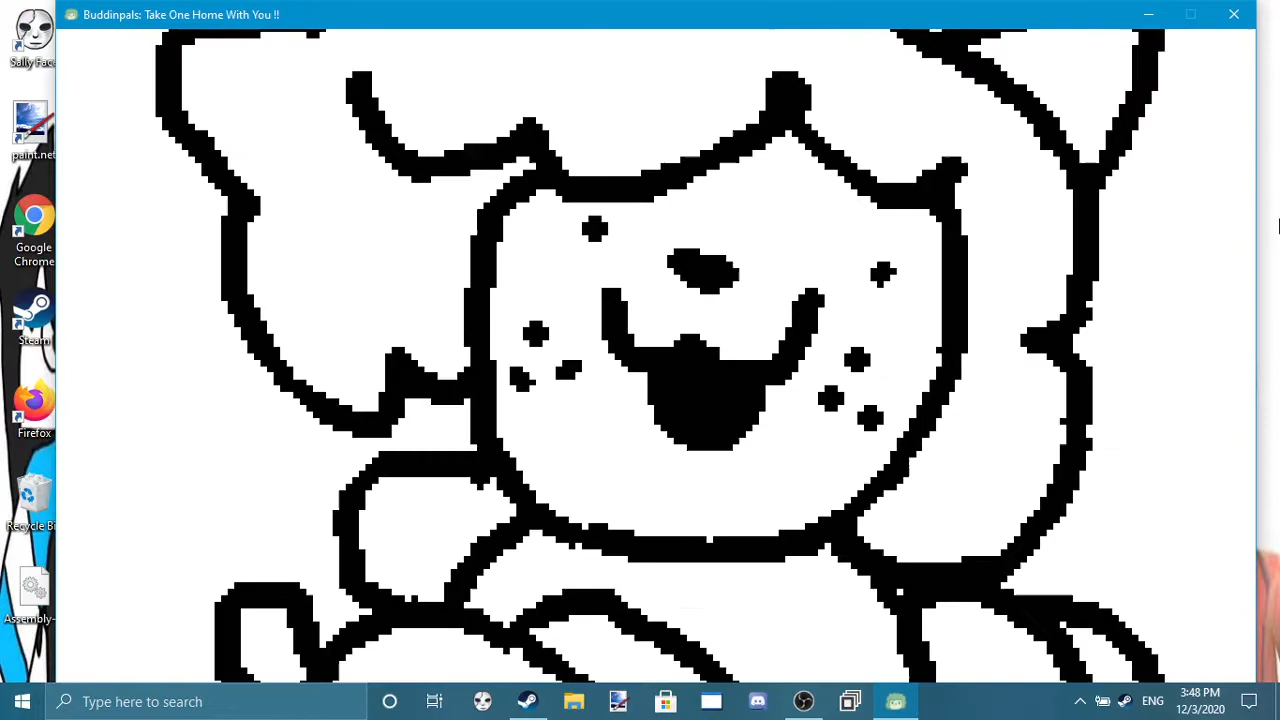 Buddinpals: Take One Home With You !!
Sally Face
paint.net
Google
Chrome
Steam
Firefox
Recycle Bi
Assembly-
Type here to search
ENG
3:48 PM
12/3/2020